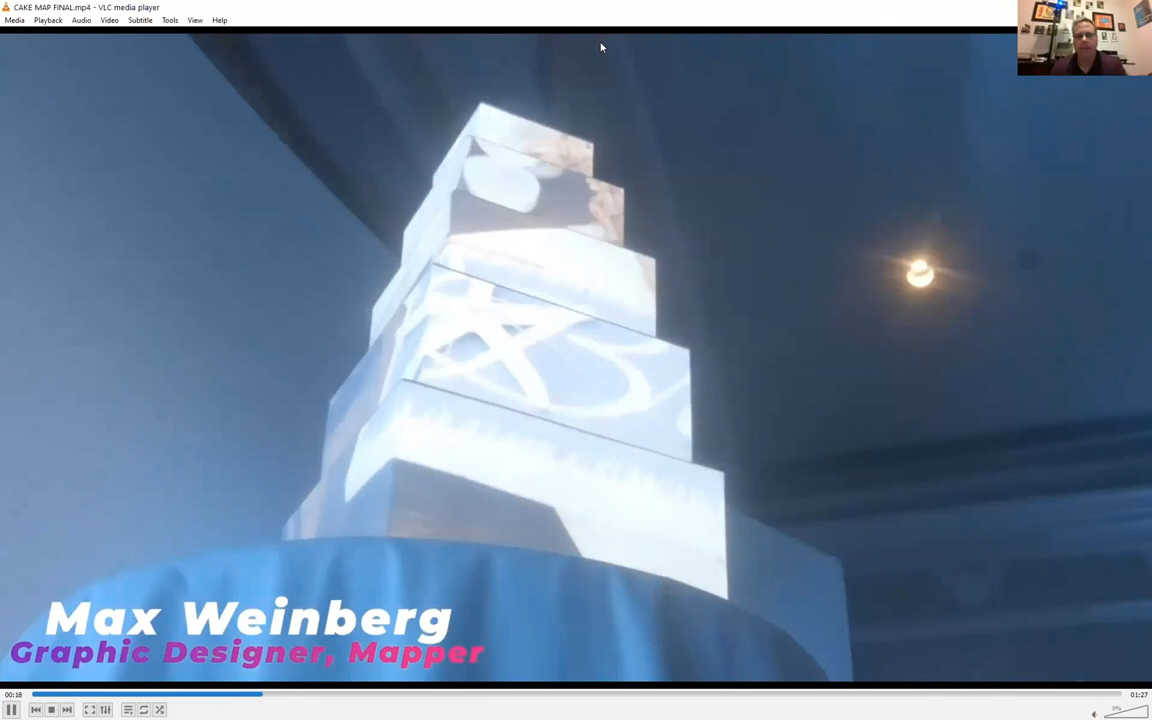 CAKE MAP FINAL.mp4 - VLC media player
Media Playback Audio Video Subtitle Tools View Help
Max Weinberg
Graphic Designer, Mapper
00:18
01:27
0%